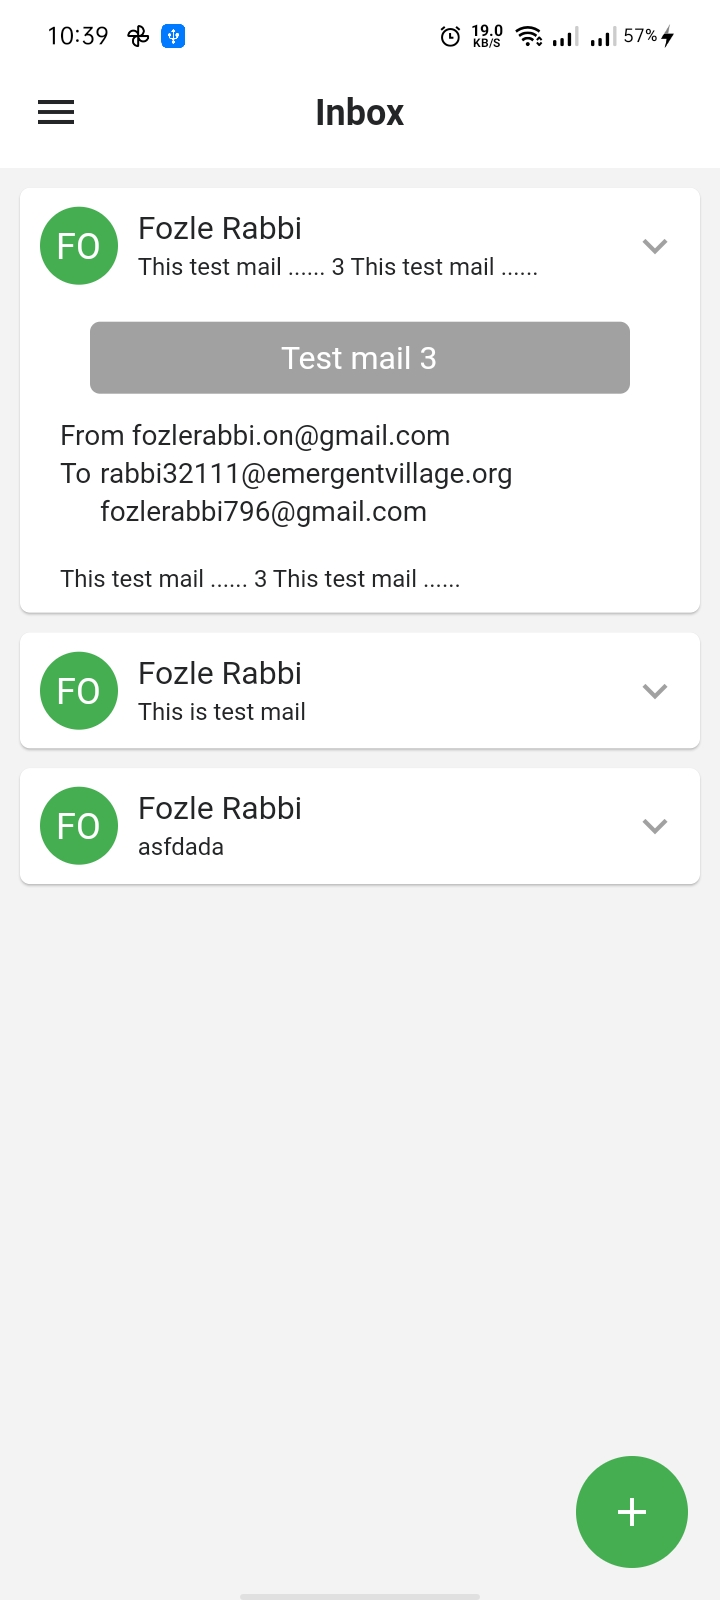 10:39 19.0 KB/S 57%
Inbox
FO Fozle Rabbi
This test mail ...... 3 This test mail ......
Test mail 3
From fozlerabbi.on@gmail.com
To rabbi32111@emergentvillage.org
fozlerabbi796@gmail.com
This test mail ...... 3 This test mail ......
FO Fozle Rabbi
This is test mail
FO Fozle Rabbi
asfdada
+